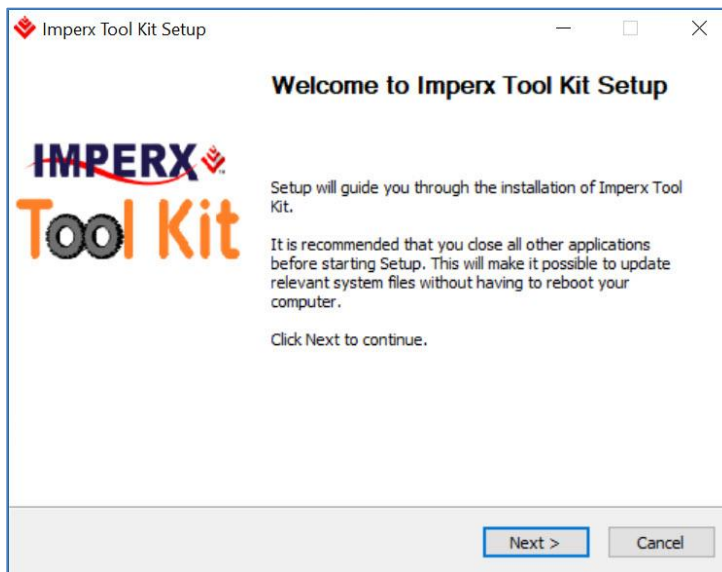 Imperx Tool Kit Setup
Welcome to Imperx Tool Kit Setup
IMPERX
TM
Tool Kit
Setup will guide you through the installation of Imperx Tool
Kit.
It is recommended that you close all other applications
before starting Setup. This will make it possible to update
relevant system files without having to reboot your
computer.
Click Next to continue.
Next >
Cancel